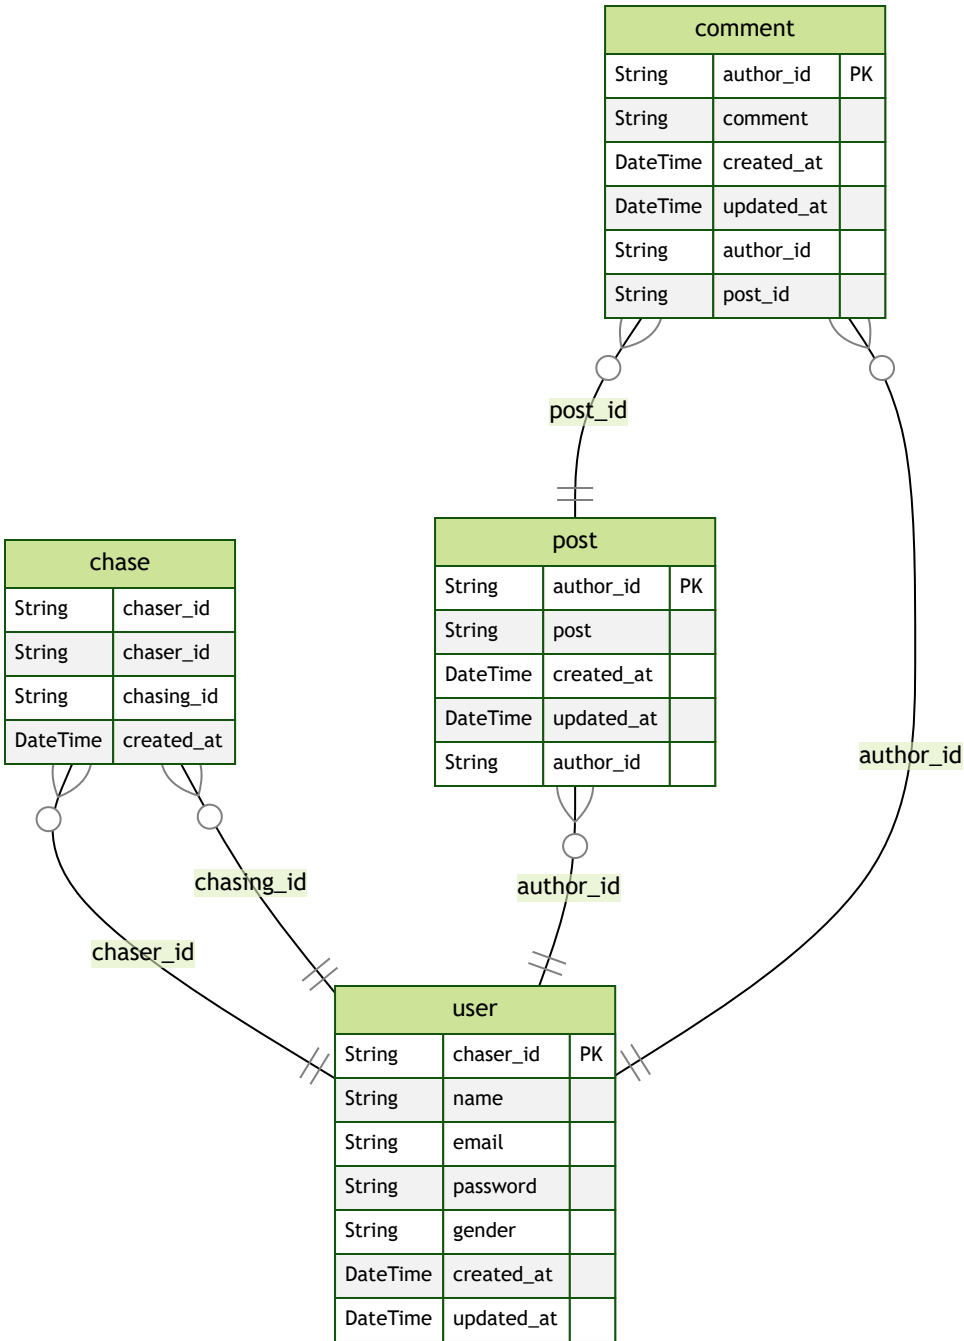 comment
String author_id PK
String comment
DateTime created_at
DateTime updated_at
String author_id
String post_id
post_id
post
String author_id PK
String post
DateTime created_at
DateTime updated_at
String author_id
chase
String chaser_id
String chaser_id
String chasing_id
DateTime created_at
author_id
chasing_id
author_id
chaser_id
user
String chaser_id PK
String name
String email
String password
String gender
DateTime created_at
DateTime updated_at